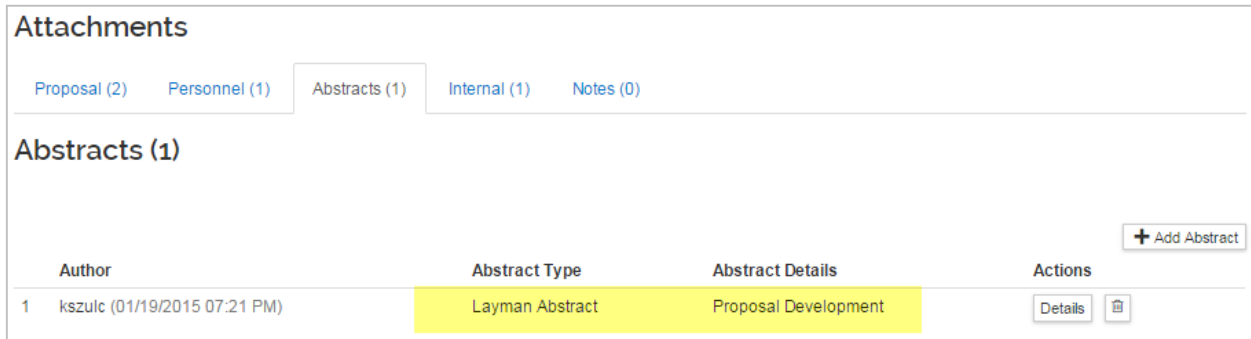 Attachments
Proposal (2) Personnel (1) Abstracts (1) Internal (1) Notes (0)
Abstracts (1)
Add Abstract
Author Abstract Type Abstract Details Actions
1 kszulc (01/19/2015 07:21 PM) Layman Abstract Proposal Development Details